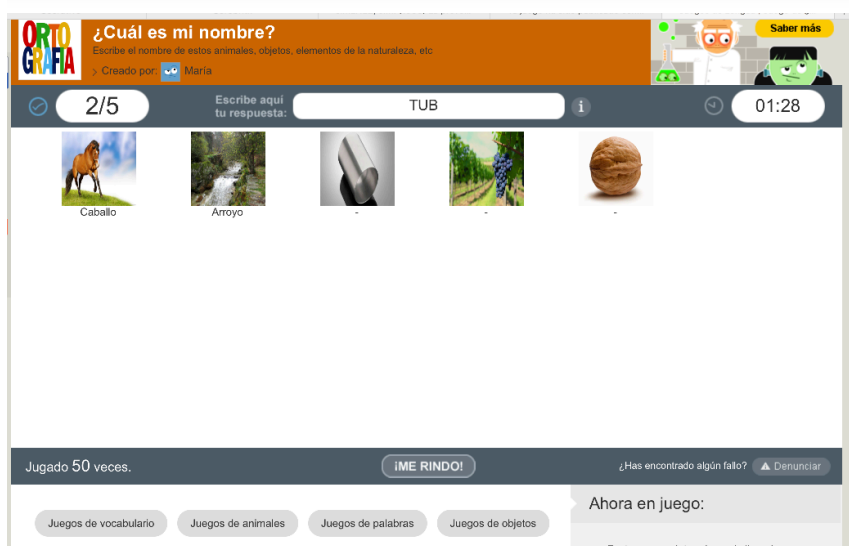 ORTO
GRAFÍA
¿Cuál es mi nombre?
Escribe el nombre de estos animales, objetos, elementos de la naturaleza, etc
> Creado por: María
Saber más
2/5
Escribe aquí
tu respuesta:
TUB
i
01:28
Caballo
Arroyo
-
-
-
Jugado 50 veces.
¡ME RINDO!
¿Has encontrado algún fallo?
Denunciar
Juegos de vocabulario
Juegos de animales
Juegos de palabras
Juegos de objetos
Ahora en juego: